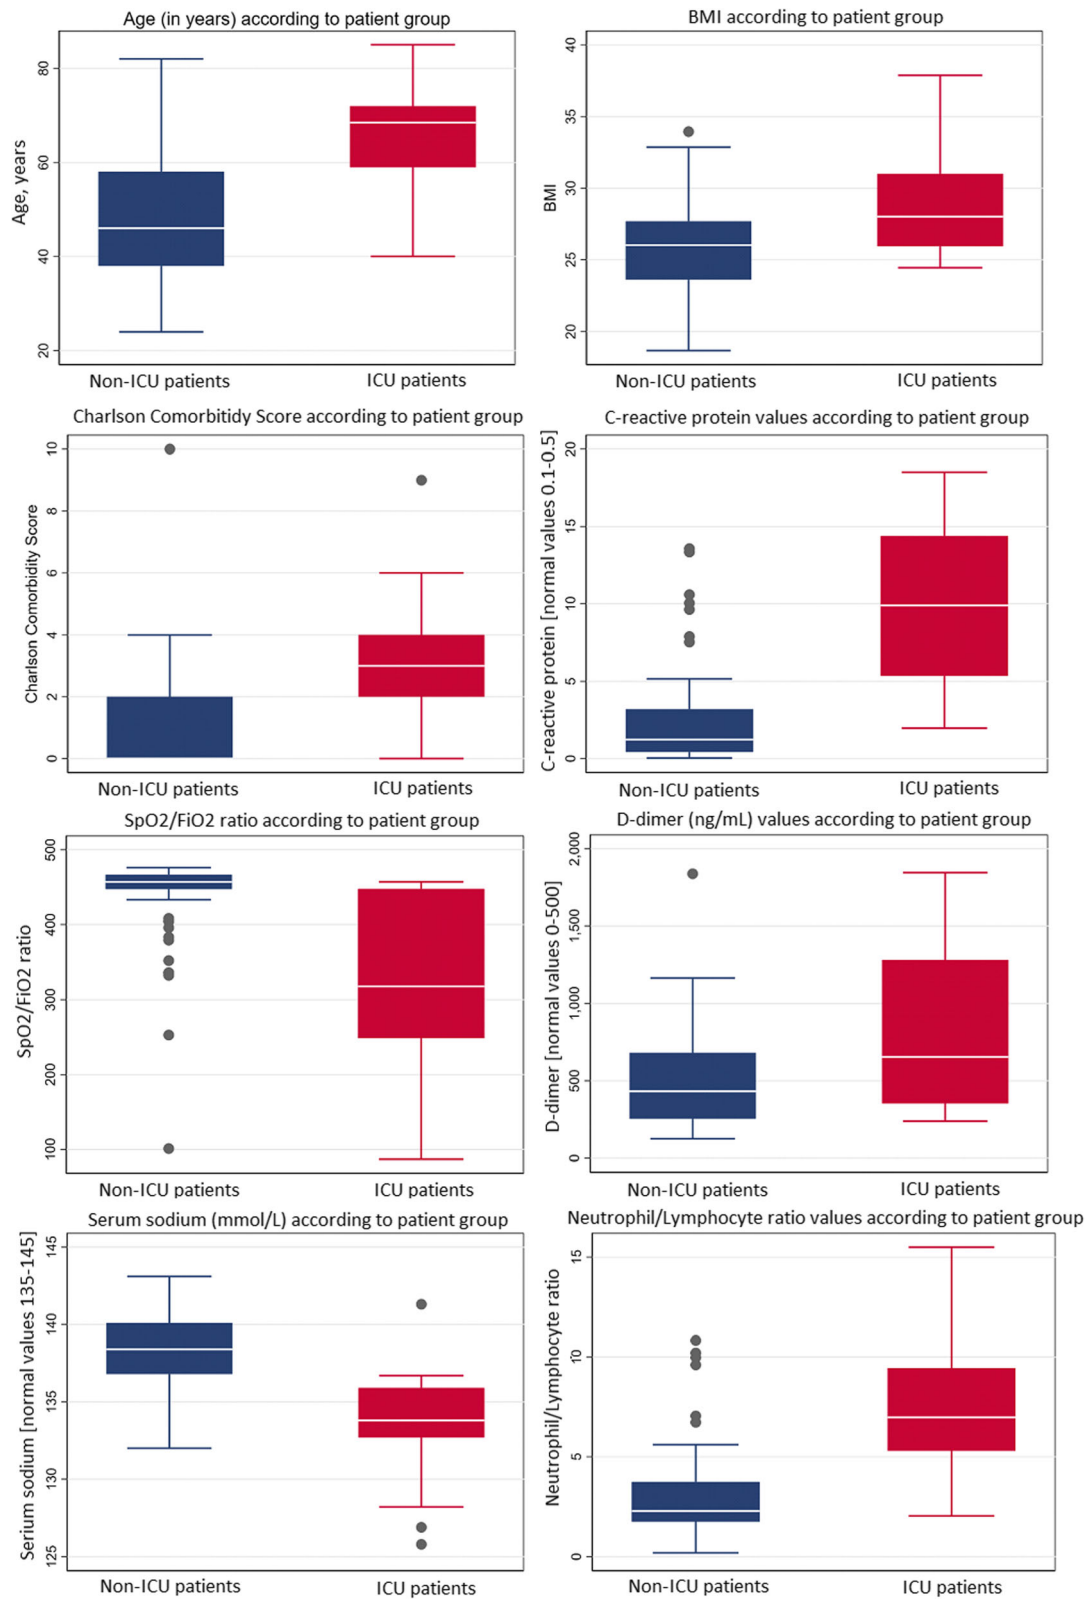 Age (in years) according to patient group
Age, years
80
60
40
20
Non-ICU patients
ICU patients
BMI according to patient group
BMI
40
35
30
25
20
Non-ICU patients
ICU patients
Charlson Comorbitidy Score according to patient group
Charlson Comorbidity Score
10
8
6
4
2
0
Non-ICU patients
ICU patients
C-reactive protein values according to patient group
C-reactive protein [normal values 0.1-0.5]
20
15
10
5
0
Non-ICU patients
ICU patients
SpO2/FiO2 ratio according to patient group
SpO2/FiO2 ratio
500
400
300
200
100
Non-ICU patients
ICU patients
D-dimer (ng/mL) values according to patient group
D-dimer [normal values 0-500]
2,000
1,500
1,000
500
0
Non-ICU patients
ICU patients
Serum sodium (mmol/L) according to patient group
Serium sodium [normal values 135-145]
145
140
135
130
125
Non-ICU patients
ICU patients
Neutrophil/Lymphocyte ratio values according to patient group
Neutrophil/Lymphocyte ratio
15
10
5
0
Non-ICU patients
ICU patients